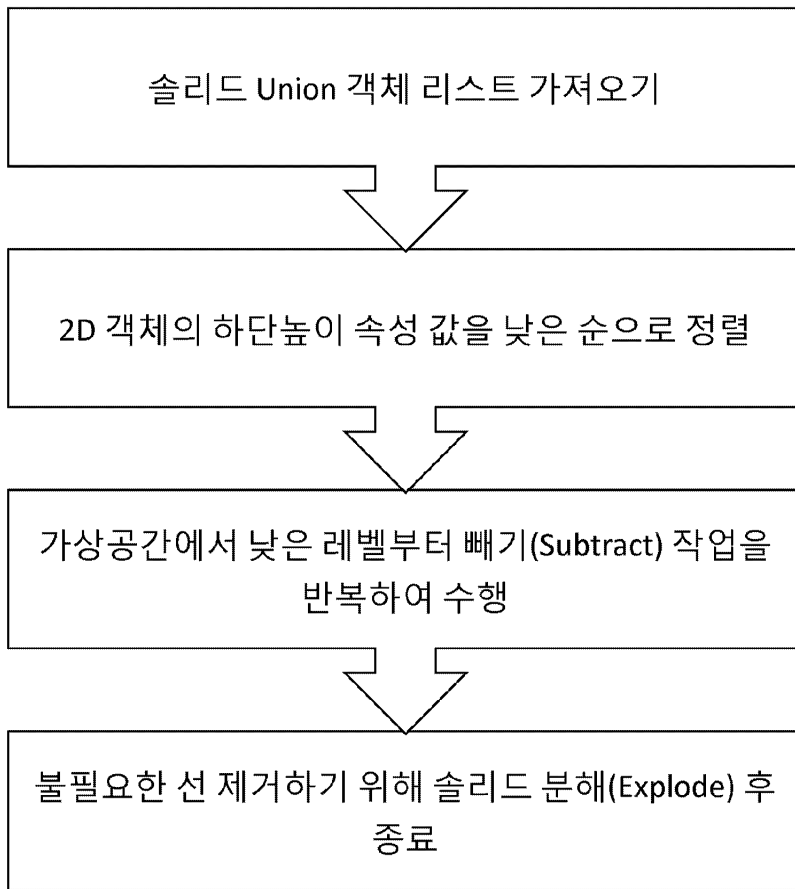 솔리드 Union 객체 리스트 가져오기
2D 객체의 하단높이 속성 값을 낮은 순으로 정렬
가상공간에서 낮은 레벨부터 빼기(Subtract) 작업을
반복하여 수행
불필요한 선 제거하기 위해 솔리드 분해(Explode) 후
종료